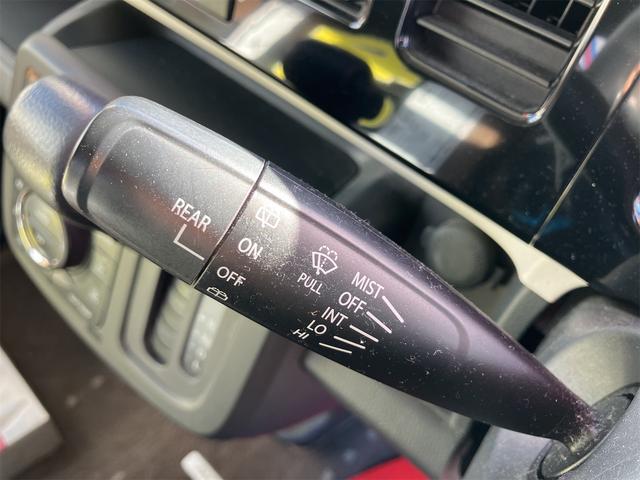 REAR
ON
OFF
PULL
MIST
OFF
INT
LO
HI